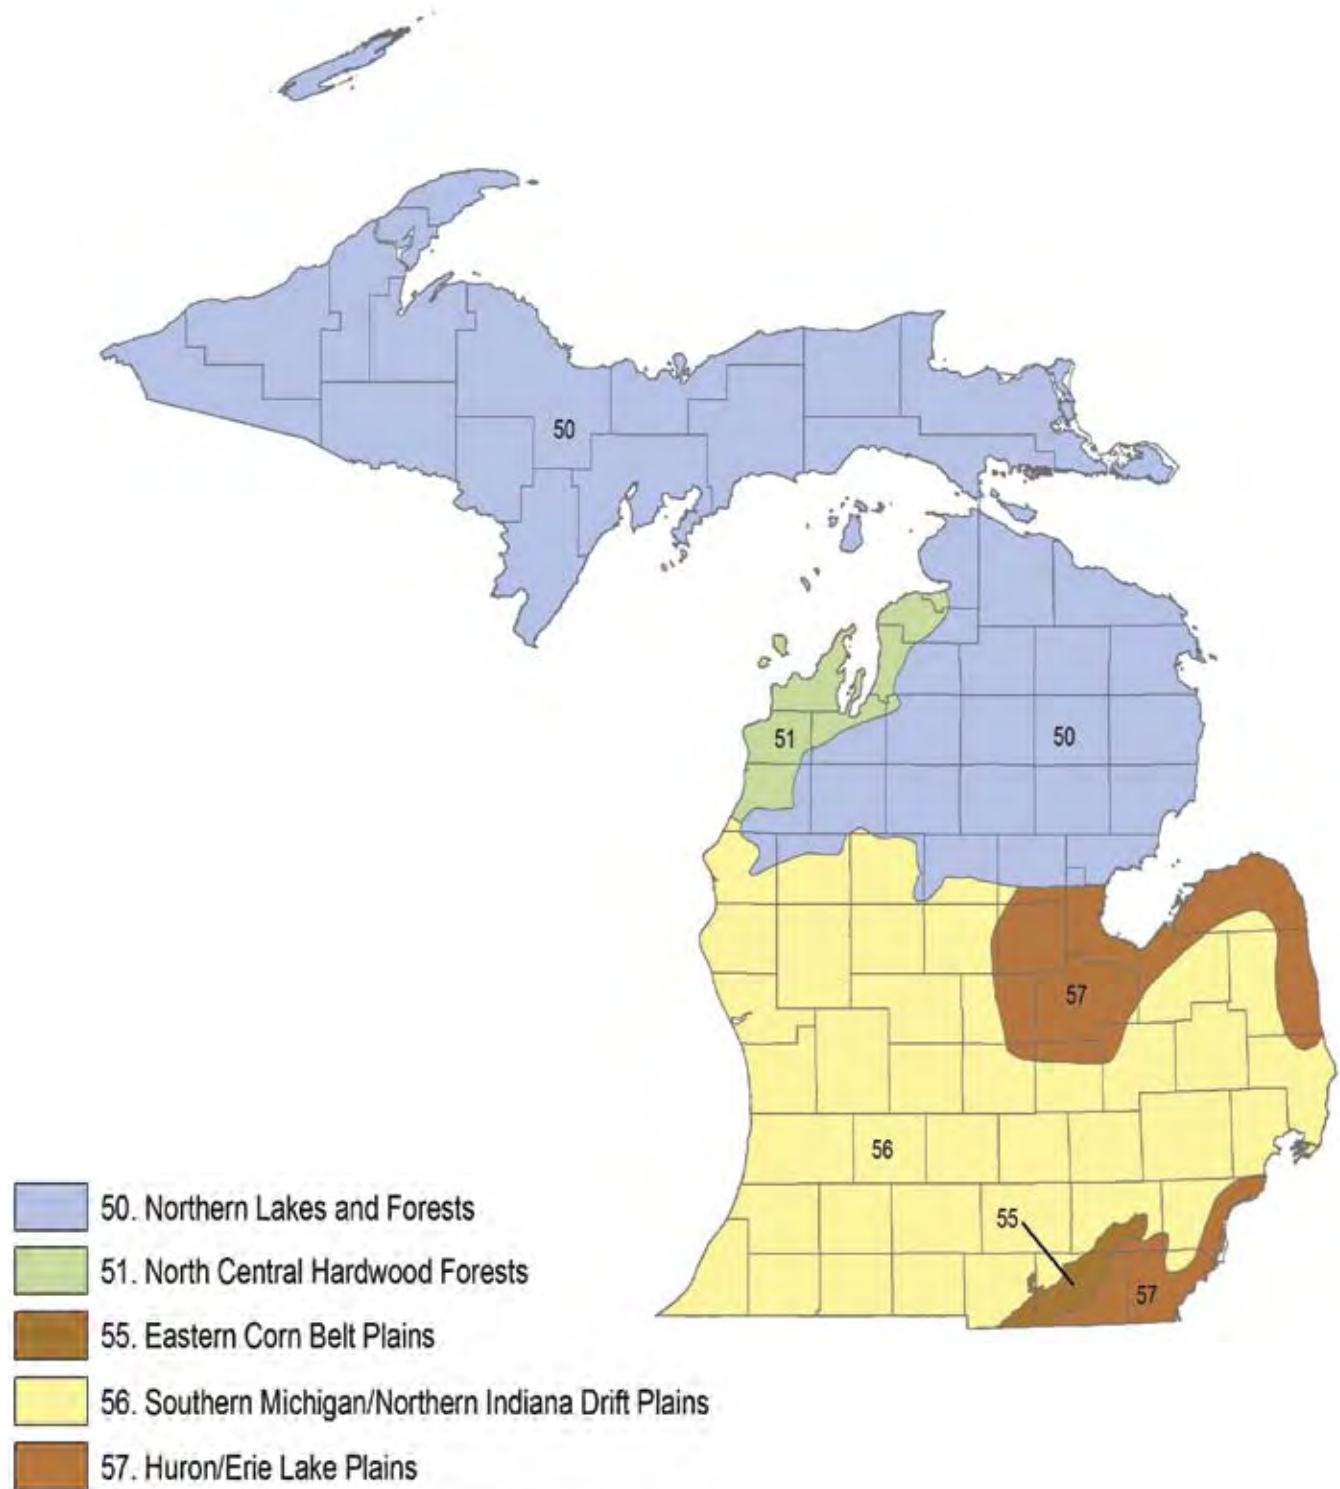 50
50
51
57
56
55
57
50. Northern Lakes and Forests
51. North Central Hardwood Forests
55. Eastern Corn Belt Plains
56. Southern Michigan/Northern Indiana Drift Plains
57. Huron/Erie Lake Plains